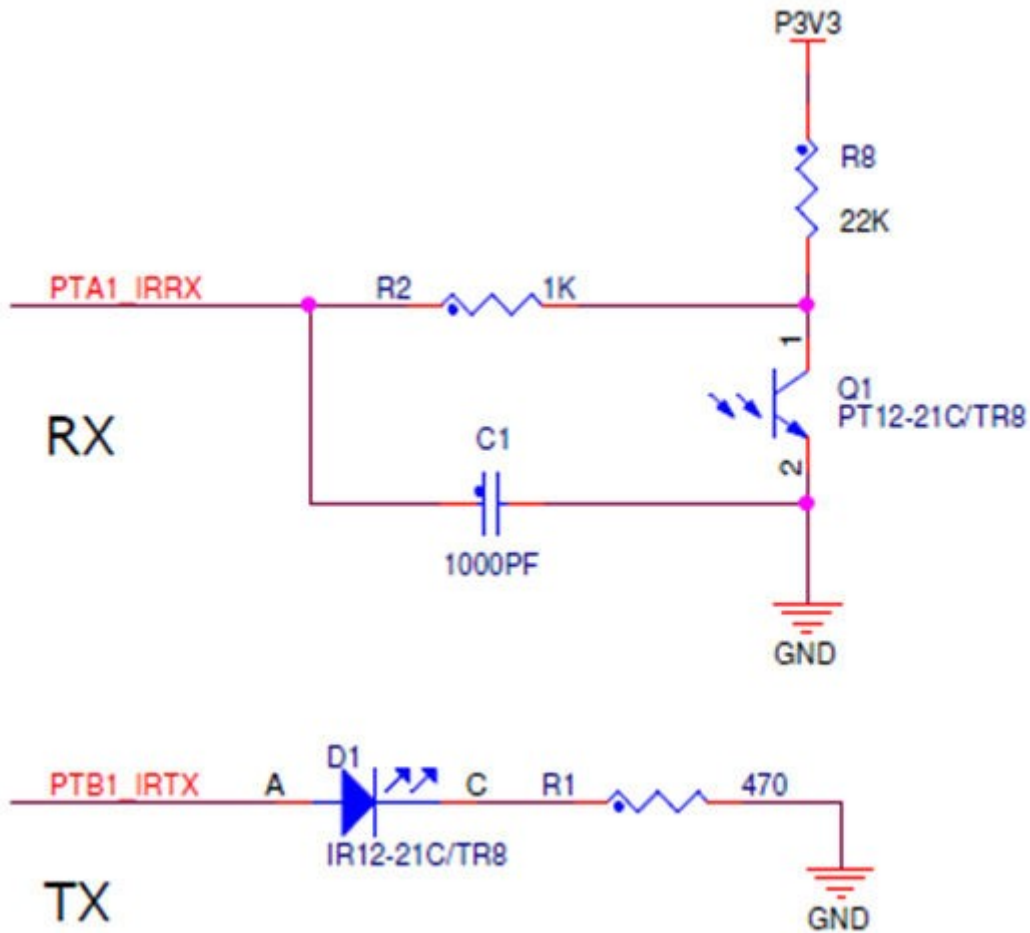 P3V3
R8
22K
PTA1_IRRX
R2
1K
1
Q1
PT12-21C/TR8
RX
C1
2
1000PF
GND
D1
PTB1_IRTX
A
C
R1
470
IR12-21C/TR8
TX
GND